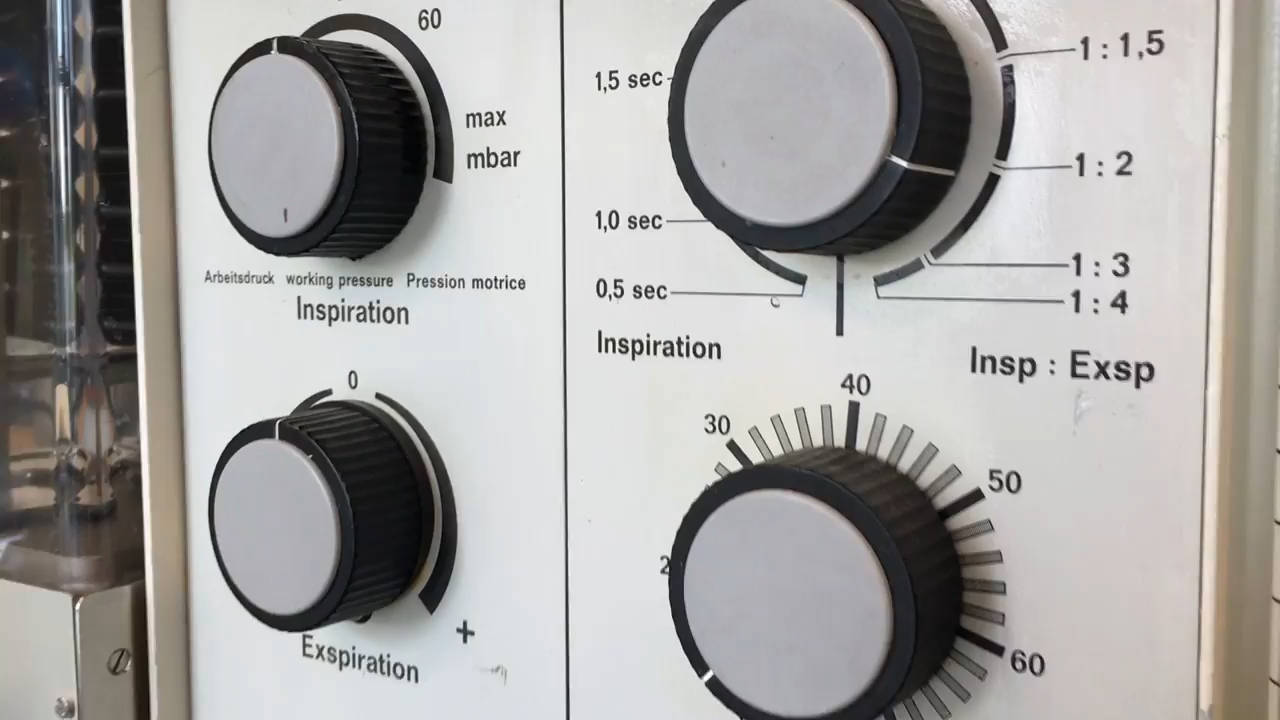 60
max
mbar
Arbeitsdruck working pressure Pression motrice
Inspiration
0
+
Exspiration
1,5 sec
1,0 sec
0,5 sec
Inspiration
1 : 1,5
1 : 2
1 : 3
1 : 4
Insp : Exsp
30
40
50
60